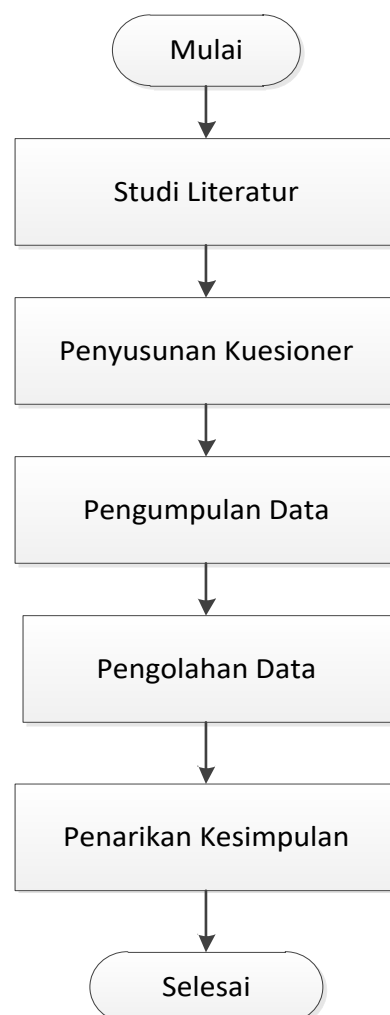 Mulai
Studi Literatur
Penyusunan Kuesioner
Pengumpulan Data
Pengolahan Data
Penarikan Kesimpulan
Selesai